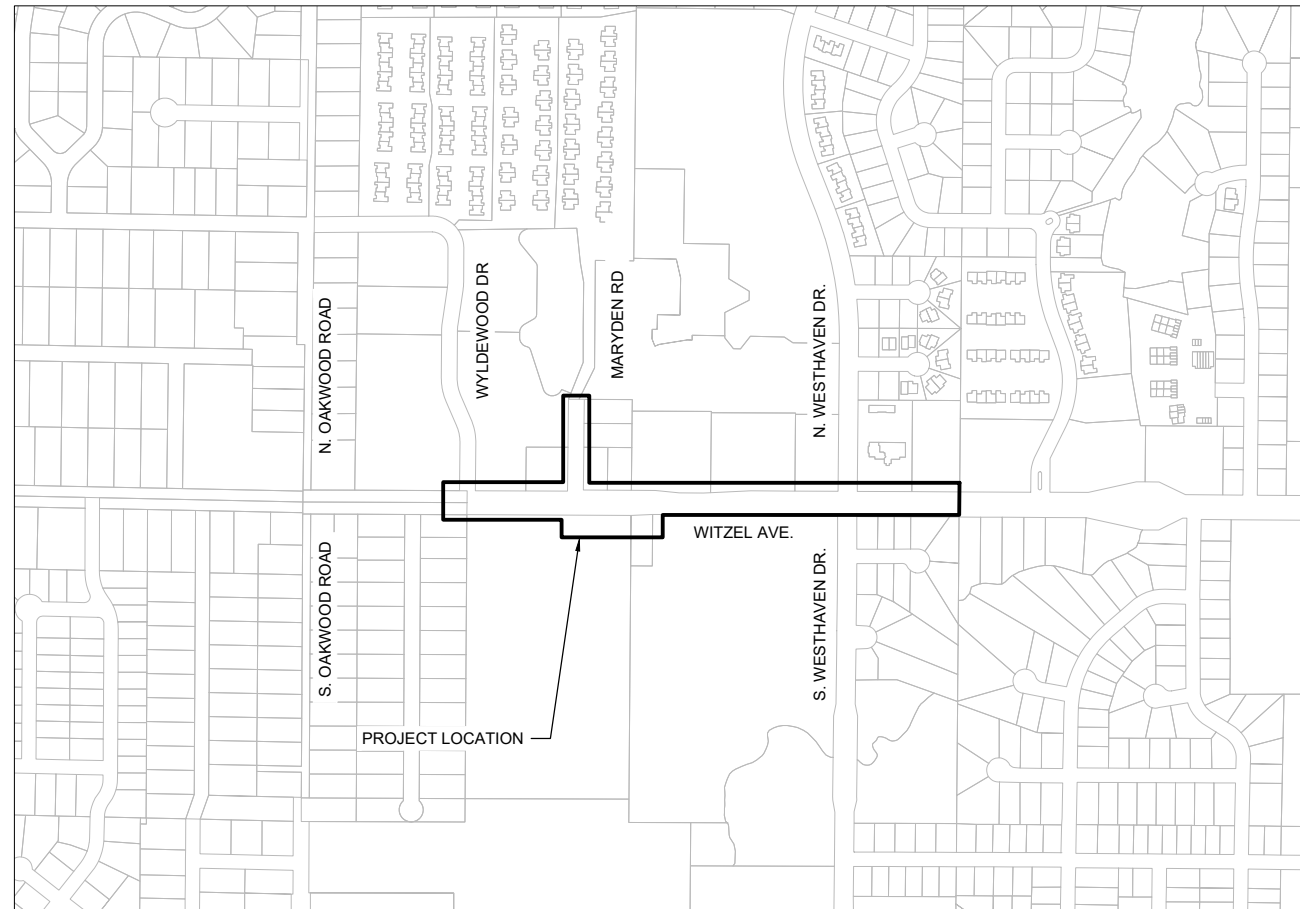 N. OAKWOOD ROAD
WYLDEWOOD DR
MARYDEN RD
N. WESTHAVEN DR.
WITZEL AVE.
S. OAKWOOD ROAD
S. WESTHAVEN DR.
PROJECT LOCATION